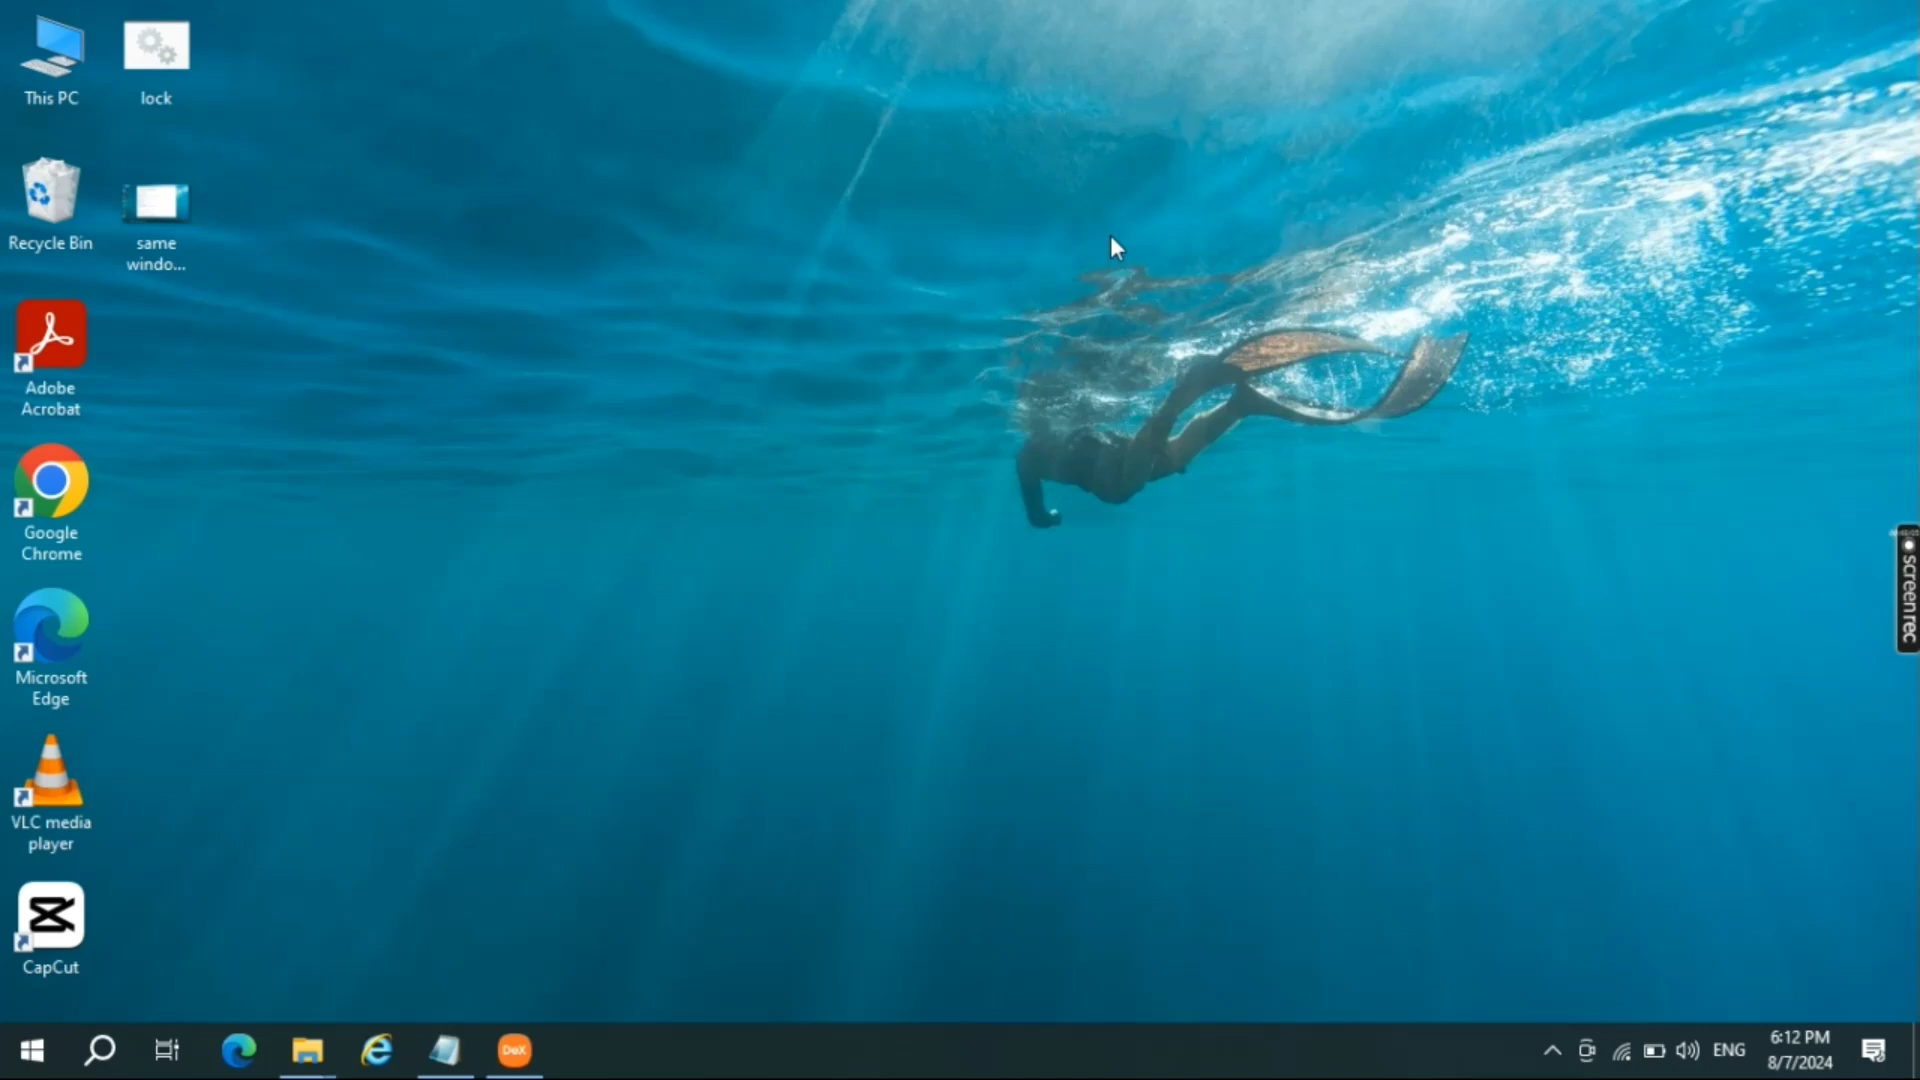 This PC
lock
Recycle Bin
same
windo...
Adobe
Acrobat
Google
Chrome
Microsoft
Edge
VLC media
player
CapCut
screenrec
DeX
ENG
6:12 PM
8/7/2024